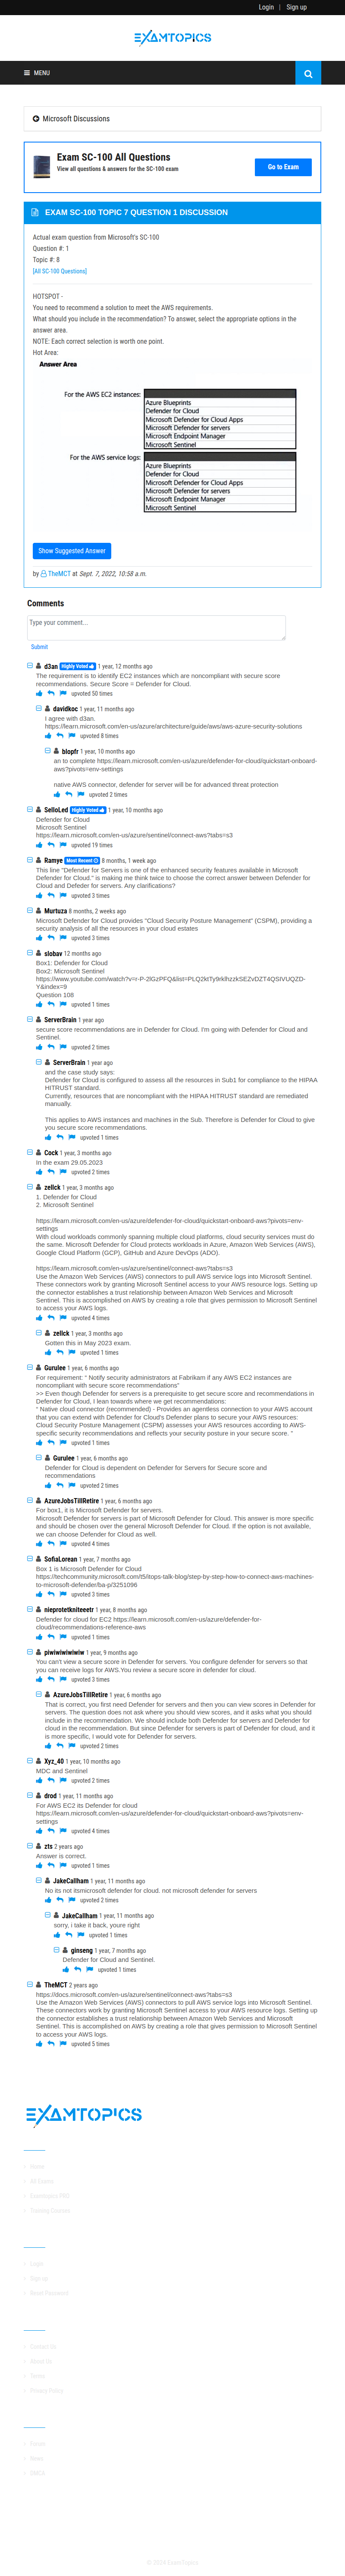 Login | Sign up
EXAMTOPICS
MENU
Microsoft Discussions
Exam SC-100 All Questions
View all questions & answers for the SC-100 exam
Go to Exam
EXAM SC-100 TOPIC 7 QUESTION 1 DISCUSSION
Actual exam question from Microsoft's SC-100
Question #: 1
Topic #: 8
[All SC-100 Questions]
HOTSPOT -
You need to recommend a solution to meet the AWS requirements.
What should you include in the recommendation? To answer, select the appropriate options in the
answer area.
NOTE: Each correct selection is worth one point.
Hot Area:
Answer Area
For the AWS EC2 instances:
Azure Blueprints
Defender for Cloud
Microsoft Defender for Cloud Apps
Microsoft Defender for servers
Microsoft Endpoint Manager
Microsoft Sentinel
For the AWS service logs:
Azure Blueprints
Defender for Cloud
Microsoft Defender for Cloud Apps
Microsoft Defender for servers
Microsoft Endpoint Manager
Microsoft Sentinel
Show Suggested Answer
by TheMCT at Sept. 7, 2022, 10:58 a.m.
Comments
Type your comment...
Submit
d3an Highly Voted 1 year, 12 months ago
The requirement is to identify EC2 instances which are noncompliant with secure score
recommendations. Secure Score = Defender for Cloud.
upvoted 50 times
davidkoc 1 year, 11 months ago
I agree with d3an.
https://learn.microsoft.com/en-us/azure/architecture/guide/aws/aws-azure-security-solutions
upvoted 8 times
blopfr 1 year, 10 months ago
an to complete https://learn.microsoft.com/en-us/azure/defender-for-cloud/quickstart-onboard-
aws?pivots=env-settings
native AWS connector, defender for server will be for advanced threat protection
upvoted 2 times
SelloLed Highly Voted 1 year, 10 months ago
Defender for Cloud
Microsoft Sentinel
https://learn.microsoft.com/en-us/azure/sentinel/connect-aws?tabs=s3
upvoted 19 times
Ramye Most Recent 8 months, 1 week ago
This line "Defender for Servers is one of the enhanced security features available in Microsoft
Defender for Cloud." is making me think twice to choose the correct answer between Defender for
Cloud and Defeder for servers. Any clarifications?
upvoted 3 times
Murtuza 8 months, 2 weeks ago
Microsoft Defender for Cloud provides "Cloud Security Posture Management" (CSPM), providing a
security analysis of all the resources in your cloud estates
upvoted 3 times
slobav 12 months ago
Box1: Defender for Cloud
Box2: Microsoft Sentinel
https://www.youtube.com/watch?v=r-P-2lGzPFQ&list=PLQ2ktTy9rklhzzkSEZvDZT4QSIVUQZD-
Y&index=9
Question 108
upvoted 1 times
ServerBrain 1 year ago
secure score recommendations are in Defender for Cloud. I'm going with Defender for Cloud and
Sentinel.
upvoted 2 times
ServerBrain 1 year ago
and the case study says:
Defender for Cloud is configured to assess all the resources in Sub1 for compliance to the HIPAA
HITRUST standard.
Currently, resources that are noncompliant with the HIPAA HITRUST standard are remediated
manually.
This applies to AWS instances and machines in the Sub. Therefore is Defender for Cloud to give
you secure score recommendations.
upvoted 1 times
Cock 1 year, 3 months ago
In the exam 29.05.2023
upvoted 2 times
zellck 1 year, 3 months ago
1. Defender for Cloud
2. Microsoft Sentinel
https://learn.microsoft.com/en-us/azure/defender-for-cloud/quickstart-onboard-aws?pivots=env-
settings
With cloud workloads commonly spanning multiple cloud platforms, cloud security services must do
the same. Microsoft Defender for Cloud protects workloads in Azure, Amazon Web Services (AWS),
Google Cloud Platform (GCP), GitHub and Azure DevOps (ADO).
https://learn.microsoft.com/en-us/azure/sentinel/connect-aws?tabs=s3
Use the Amazon Web Services (AWS) connectors to pull AWS service logs into Microsoft Sentinel.
These connectors work by granting Microsoft Sentinel access to your AWS resource logs. Setting up
the connector establishes a trust relationship between Amazon Web Services and Microsoft
Sentinel. This is accomplished on AWS by creating a role that gives permission to Microsoft Sentinel
to access your AWS logs.
upvoted 4 times
zellck 1 year, 3 months ago
Gotten this in May 2023 exam.
upvoted 1 times
Gurulee 1 year, 6 months ago
For requirement: " Notify security administrators at Fabrikam if any AWS EC2 instances are
noncompliant with secure score recommendations"
>> Even though Defender for servers is a prerequisite to get secure score and recommendations in
Defender for Cloud, I lean towards where we get recommendations:
" Native cloud connector (recommended) - Provides an agentless connection to your AWS account
that you can extend with Defender for Cloud's Defender plans to secure your AWS resources:
Cloud Security Posture Management (CSPM) assesses your AWS resources according to AWS-
specific security recommendations and reflects your security posture in your secure score. "
upvoted 1 times
Gurulee 1 year, 6 months ago
Defender for Cloud is dependent on Defender for Servers for Secure score and
recommendations
upvoted 2 times
AzureJobsTillRetire 1 year, 6 months ago
For box1, it is Microsoft Defender for servers.
Microsoft Defender for servers is part of Microsoft Defender for Cloud. This answer is more specific
and should be chosen over the general Microsoft Defender for Cloud. If the option is not available,
we can choose Defender for Cloud as well.
upvoted 4 times
SofiaLorean 1 year, 7 months ago
Box 1 is Microsoft Defender for Cloud
https://techcommunity.microsoft.com/t5/itops-talk-blog/step-by-step-how-to-connect-aws-machines-
to-microsoft-defender/ba-p/3251096
upvoted 3 times
nieprotetkniteeetr 1 year, 8 months ago
Defender for cloud for EC2 https://learn.microsoft.com/en-us/azure/defender-for-
cloud/recommendations-reference-aws
upvoted 1 times
piwiwiwiwiwiw 1 year, 9 months ago
You can't view a secure score in Defender for servers. You configure defender for servers so that
you can receive logs for AWS.You review a secure score in defender for cloud.
upvoted 3 times
AzureJobsTillRetire 1 year, 6 months ago
That is correct, you first need Defender for servers and then you can view scores in Defender for
servers. The question does not ask where you should view scores, and it asks what you should
include in the recommendation. We should include both Defender for servers and Defender for
cloud in the recommendation. But since Defender for servers is part of Defender for cloud, and it
is more specific, I would vote for Defender for servers.
upvoted 2 times
Xyz_40 1 year, 10 months ago
MDC and Sentinel
upvoted 2 times
drod 1 year, 11 months ago
For AWS EC2 its Defender for cloud
https://learn.microsoft.com/en-us/azure/defender-for-cloud/quickstart-onboard-aws?pivots=env-
settings
upvoted 4 times
zts 2 years ago
Answer is correct.
upvoted 1 times
JakeCallham 1 year, 11 months ago
No its not itsmicrosoft defender for cloud. not microsoft defender for servers
upvoted 2 times
JakeCallham 1 year, 11 months ago
sorry, i take it back, youre right
upvoted 1 times
ginseng 1 year, 7 months ago
Defender for Cloud and Sentinel.
upvoted 1 times
TheMCT 2 years ago
https://docs.microsoft.com/en-us/azure/sentinel/connect-aws?tabs=s3
Use the Amazon Web Services (AWS) connectors to pull AWS service logs into Microsoft Sentinel.
These connectors work by granting Microsoft Sentinel access to your AWS resource logs. Setting up
the connector establishes a trust relationship between Amazon Web Services and Microsoft
Sentinel. This is accomplished on AWS by creating a role that gives permission to Microsoft Sentinel
to access your AWS logs.
upvoted 5 times
EXAMTOPICS
Home
All Exams
Login
Sign up
Contact Us
About Us
Privacy Policy
Forum
News
DMCA